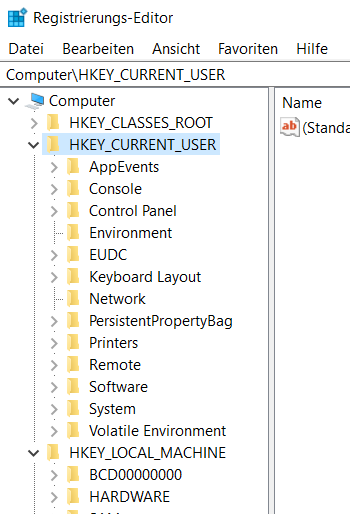 Registrierungs-Editor
Datei Bearbeiten Ansicht Favoriten Hilfe
Computer\HKEY_CURRENT_USER
Computer
HKEY_CLASSES_ROOT
HKEY_CURRENT_USER
AppEvents
Console
Control Panel
Environment
EUDC
Keyboard Layout
Network
PersistentPropertyBag
Printers
Remote
Software
System
Volatile Environment
HKEY_LOCAL_MACHINE
BCD00000000
HARDWARE
Name
ab (Standa